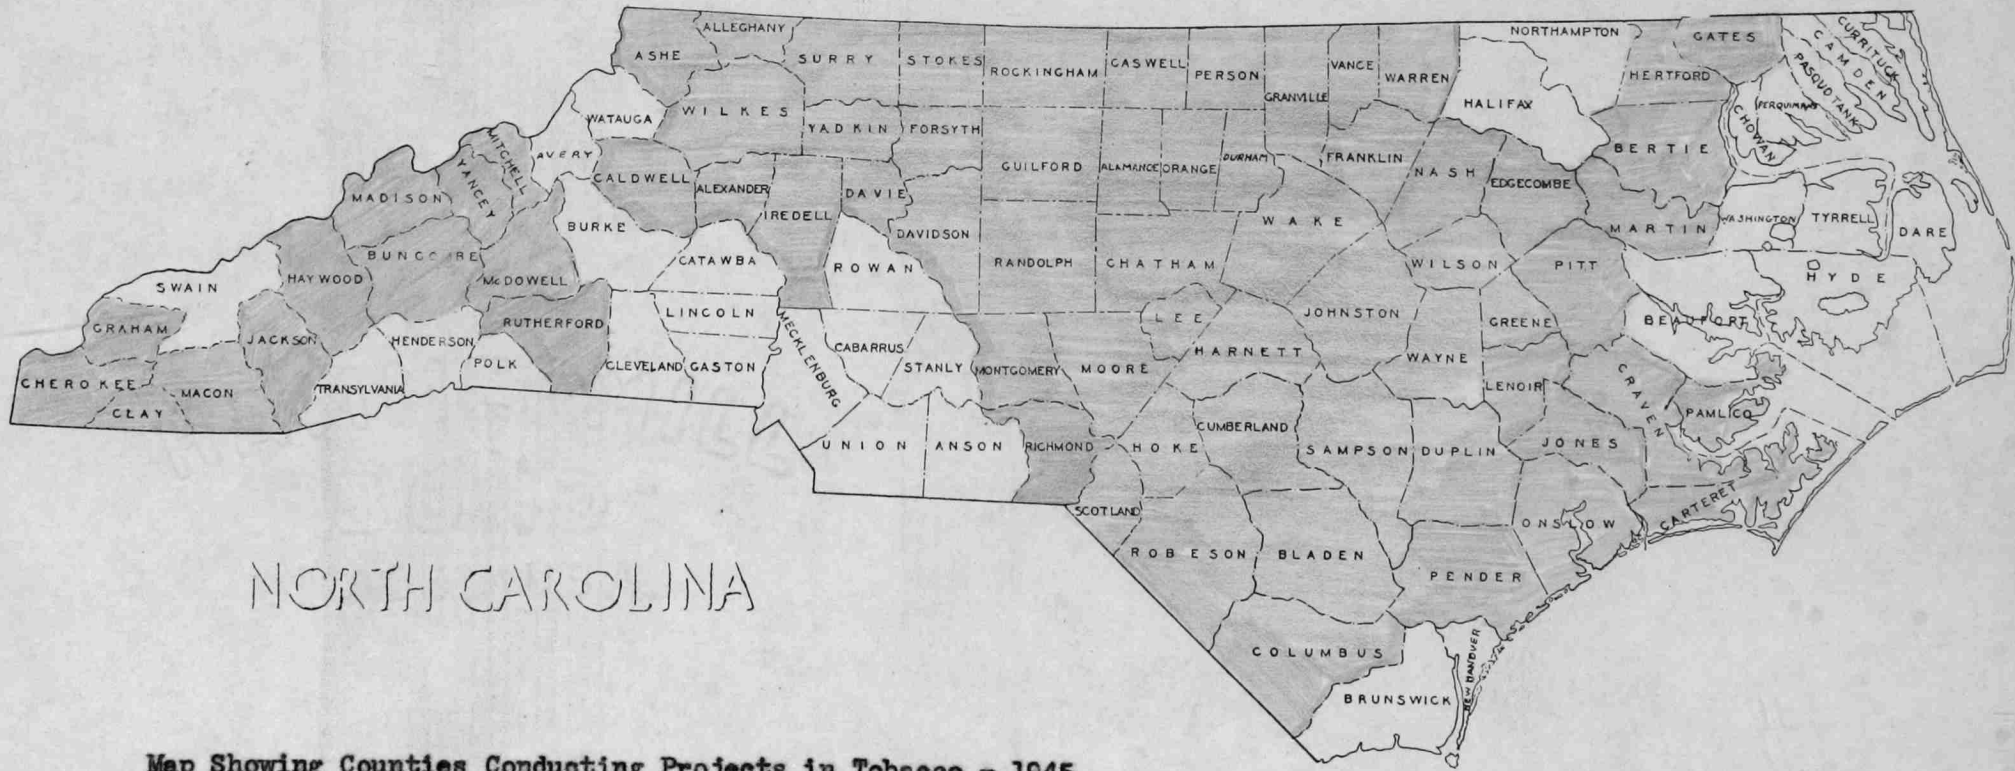 ALLEGHANY
ASHE
SURRY
STOKES
ROCKINGHAM
CASWELL
PERSON
GRANVILLE
VANCE
WARREN
NORTHAMPTON
HALIFAX
HERTFORD
GATES
CURRITUCK
CAMDEN
PASQUOTANK
PERQUIMANS
CHOWAN
WATAUGA
WILKES
YADKIN
FORSYTH
GUILFORD
ALAMANCE
ORANGE
DURHAM
FRANKLIN
NASH
EDGECOMBE
BERTIE
MITCHELL
AVERY
YANCEY
MADISON
CALDWELL
ALEXANDER
IREDELL
DAVIE
DAVIDSON
WAKE
MARTIN
WASHINGTON
TYRRELL
DARE
BURKE
BUNCOMBE
McDOWELL
HAYWOOD
SWAIN
CATAWBA
ROWAN
RANDOLPH
CHATHAM
WILSON
PITT
HYDE
BEAUFORT
GRAHAM
JACKSON
HENDERSON
RUTHERFORD
LINCOLN
MECKLENBURG
CABARRUS
STANLY
MONTGOMERY
MOORE
LEE
HARNETT
JOHNSTON
WAYNE
GREENE
LENOIR
CRAVEN
PAMLICO
CHEROKEE
CLAY
MACON
TRANSYLVANIA
POLK
CLEVELAND
GASTON
UNION
ANSON
RICHMOND
HOKE
CUMBERLAND
SAMPSON
DUPLIN
JONES
CARTERET
ONSLOW
SCOTLAND
ROBESON
BLADEN
PENDER
COLUMBUS
BRUNSWICK
NEW HANOVER
NORTH CAROLINA
Map Showing Counties Conducting Projects in Tobacco - 1945